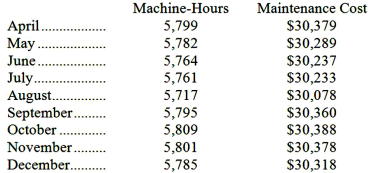 Machine-Hours Maintenance Cost
April.................. 5,799 $30,379
May.................. 5,782 $30,289
June.................. 5,764 $30,237
July.................. 5,761 $30,233
August.............. 5,717 $30,078
September......... 5,795 $30,360
October ............ 5,809 $30,388
November......... 5,801 $30,378
December.......... 5,785 $30,318